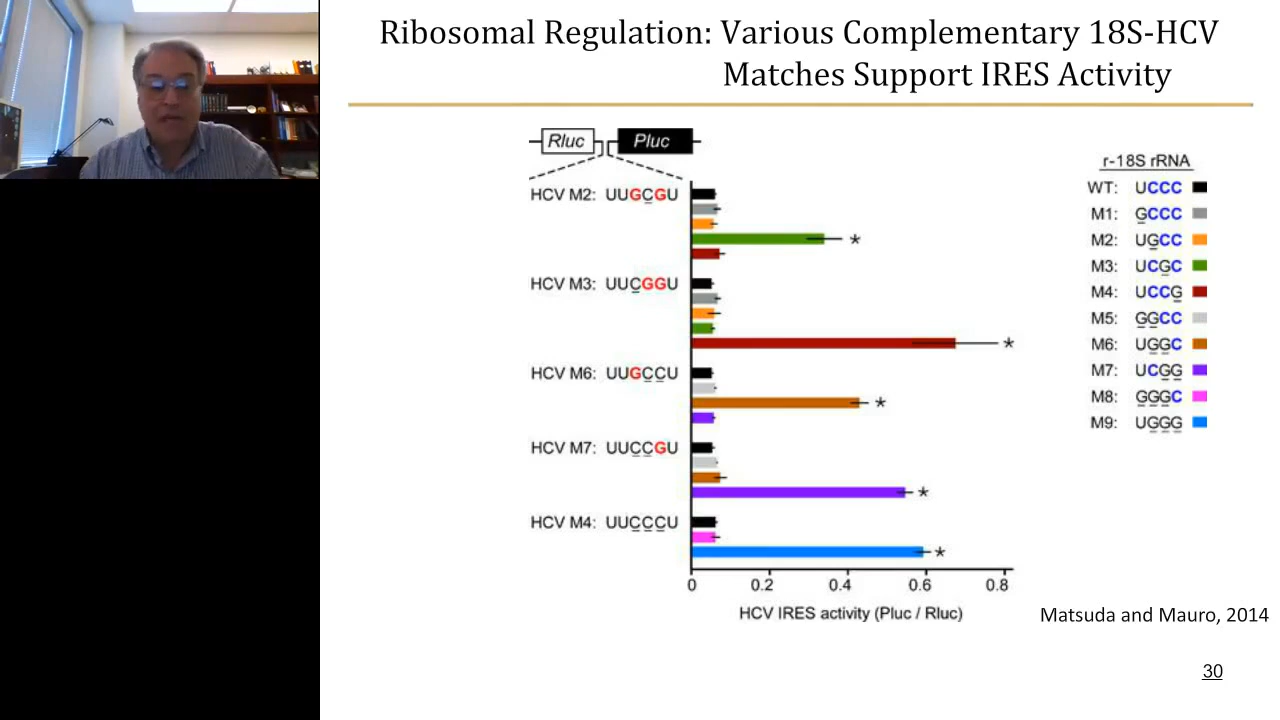 Ribosomal Regulation: Various Complementary 18S-HCV
Matches Support IRES Activity
Rluc
Pluc
HCV M2: UUGCGU
HCV M3: UUCGGU
HCV M6: UUGCCU
HCV M7: UUCCGU
HCV M4: UUCCCU
0 0.2 0.4 0.6 0.8
HCV IRES activity (Pluc / Rluc)
r-18S rRNA
WT: UCCC
M1: GCCC
M2: UGCC
M3: UCGC
M4: UCCG
M5: GGCC
M6: UGGC
M7: UCGG
M8: GGGC
M9: UGGG
*
*
*
*
*
Matsuda and Mauro, 2014
30